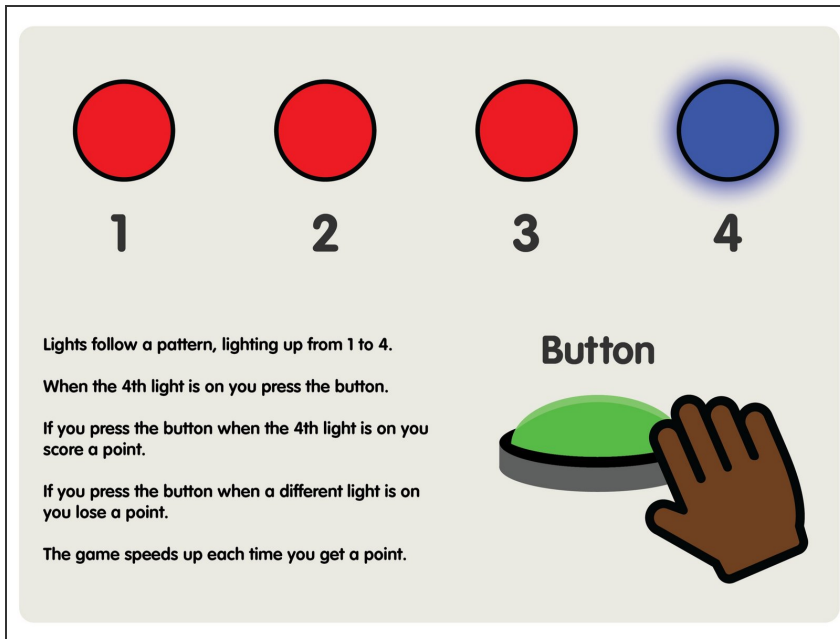 1
2
3
4
Lights follow a pattern, lighting up from 1 to 4.
When the 4th light is on you press the button.
If you press the button when the 4th light is on you
score a point.
If you press the button when a different light is on
you lose a point.
The game speeds up each time you get a point.
Button